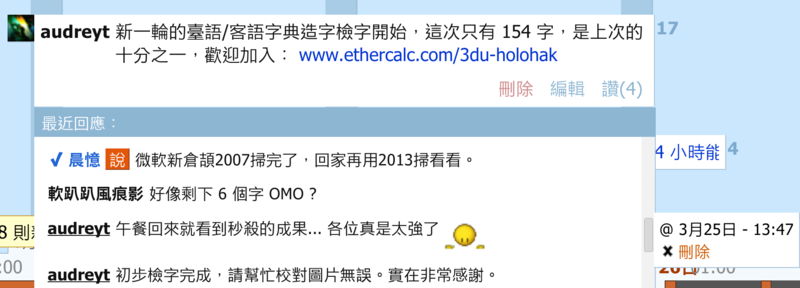 audreyt 新一輪的臺語/客語字典造字檢字開始，這次只有 154 字，是上次的
十分之一，歡迎加入： www.ethercalc.com/3du-holohak
17
刪除 編輯 讚(4)
最近回應：
晨憶 說 微軟新倉頡2007掃完了，回家再用2013掃看看。
4 小時能 4
軟趴趴風痕影 好像剩下 6 個字 OMO ?
audreyt 午餐回來就看到秒殺的成果... 各位真是太強了
8 則
@ 3月25日 - 13:47
✖ 刪除
:00
audreyt 初步檢字完成，請幫忙校對圖片無誤。實在非常感謝。
01:00